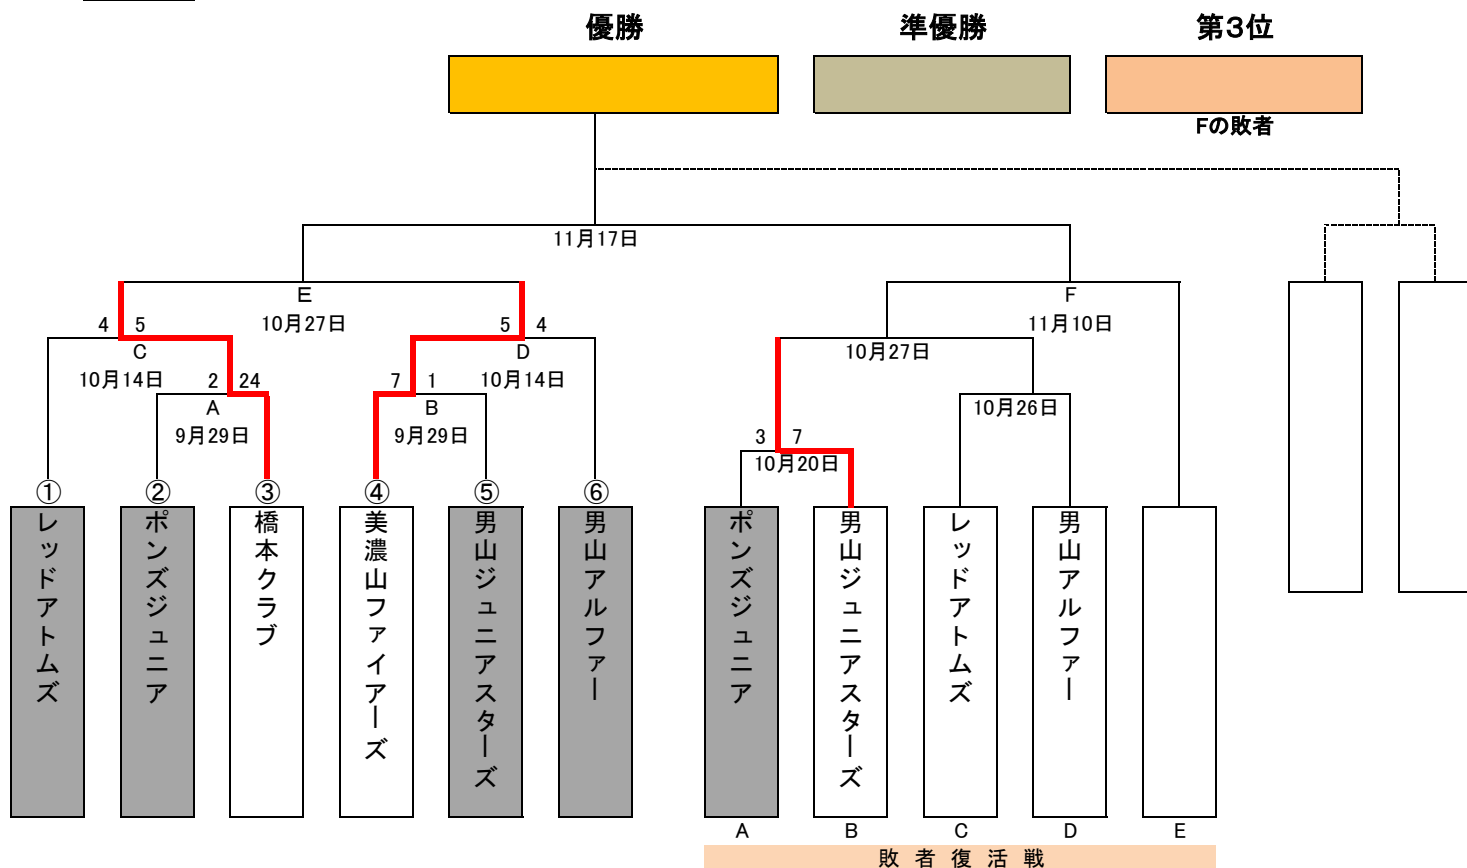 優勝 準優勝 第3位
Fの敗者
11月17日
E F
4 5 10月27日 5 4 11月10日
C D 10月27日
10月14日 2 24 7 1 10月14日
A B 10月26日
9月29日 9月29日 3 7
10月20日
① ② ③ ④ ⑤ ⑥
レッドアトムズ
ポンズジュニア
橋本クラブ
美濃山ファイアーズ
男山ジュニアスターズ
男山アルファー
ポンズジュニア
男山ジュニアスターズ
レッドアトムズ
男山アルファー
A B C D E
敗者復活戦